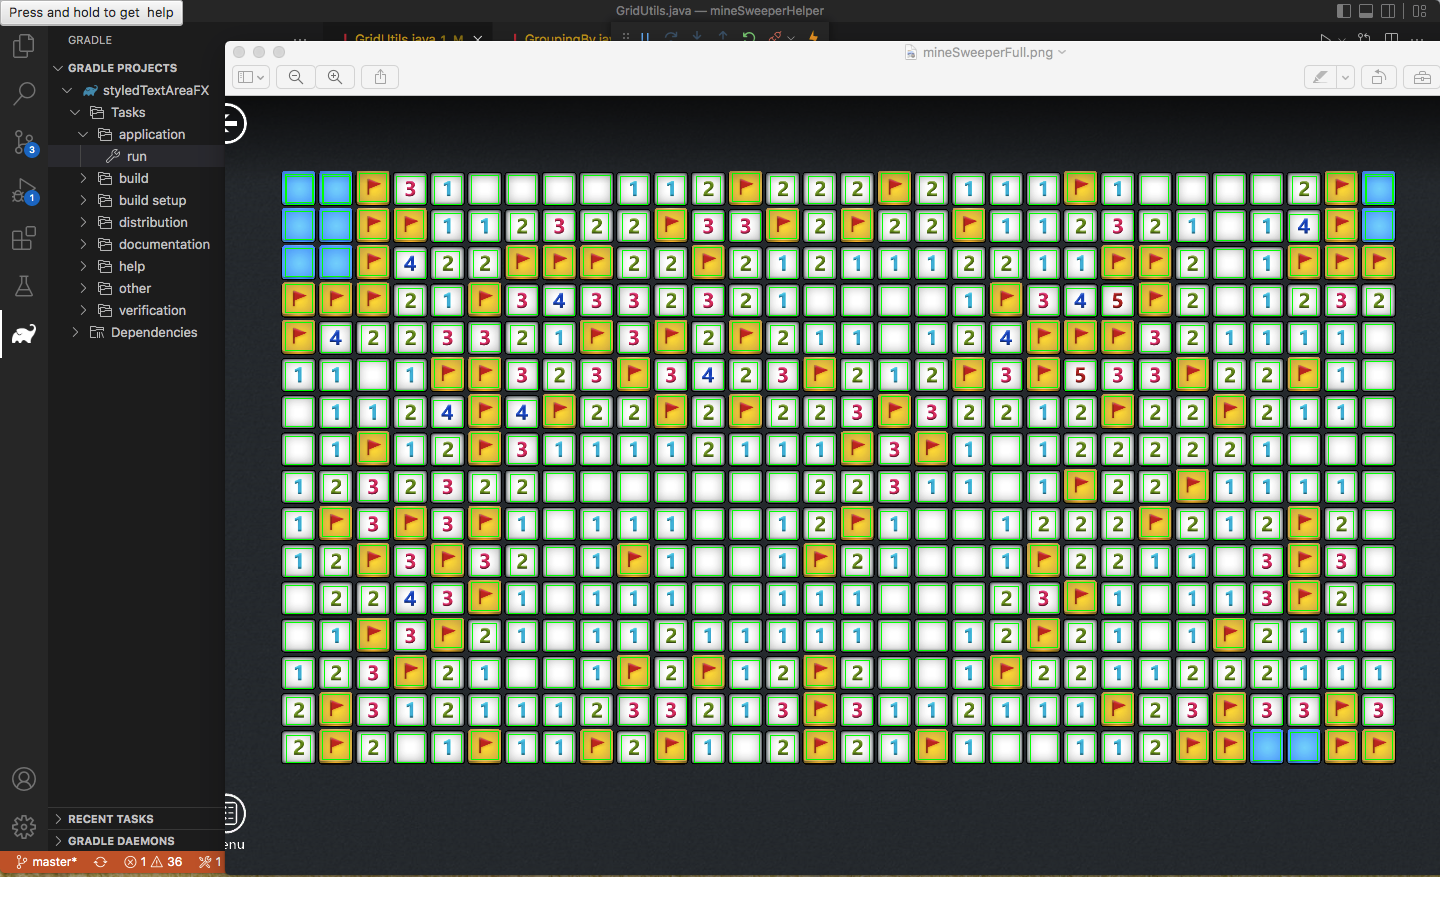 Press and hold to get help
GridUtils.java — mineSweeperHelper
GRADLE
GridUtils.java 1, M
GroupingBy.jav
mineSweeperFull.png
GRADLE PROJECTS
styledTextAreaFX
Tasks
application
run
build
build setup
distribution
documentation
help
other
verification
Dependencies
3
1
3 1 1 1 2 2 2 2 2 1 1 1 1 2
1 1 2 3 2 2 3 3 2 2 1 2 3 2 1 1 4
4 2 2 2 2 2 1 2 1 1 1 2 2 1 1 2 1
2 1 3 4 3 3 2 3 2 1 1 3 4 5 2 1 2 3 2
4 2 2 3 3 2 1 3 2 2 1 1 1 2 4 3 2 1 1 1 1
1 1 1 3 2 3 3 4 2 3 2 1 2 3 5 3 3 2 2 1
1 1 2 4 4 2 2 2 2 2 3 3 2 2 1 2 2 2 2 1 1
1 1 2 3 1 1 1 1 2 1 1 1 3 1 1 2 2 2 2 2 1
1 2 3 2 3 2 2 2 2 3 1 1 1 2 2 1 1 1 1
1 3 3 1 1 1 1 1 2 1 1 2 2 2 2 1 2 2
1 2 3 3 2 1 1 1 2 1 1 2 2 1 1 3 3
2 2 4 3 1 1 1 1 1 1 1 2 3 1 1 1 3 2
1 3 2 1 1 1 2 1 1 1 1 1 2 2 1 1 2 1 1
1 2 3 2 1 1 2 1 2 2 1 2 2 1 1 2 2 2 1 1 1
2 3 1 2 1 1 1 2 3 3 2 1 3 3 1 1 2 1 1 1 2 3 3 3 3
2 2 1 1 1 2 1 2 2 1 1 1 1 2
RECENT TASKS
GRADLE DAEMONS
enu
master* 1 36 1